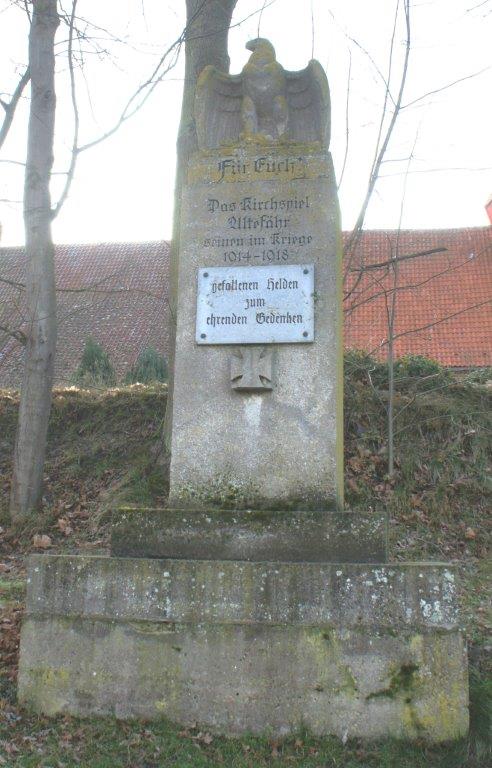 Für Euch
Das Kirchspiel
Altefähr
seinen im Kriege
1914-1918
gefallenen Helden
zum
ehrenden Gedenken